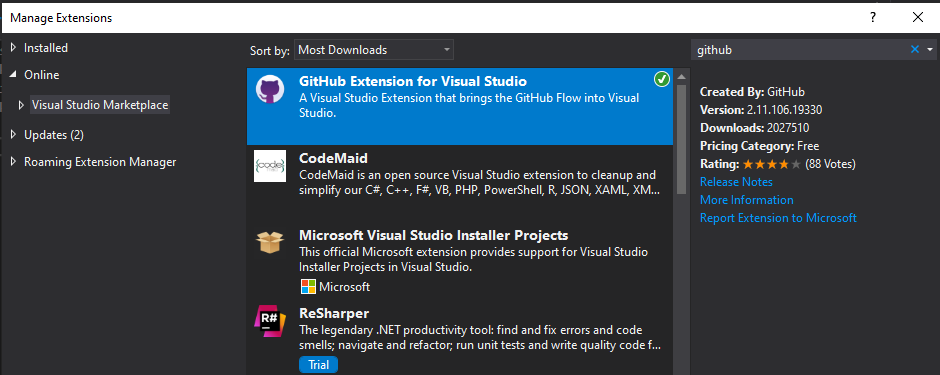 Manage Extensions
?
Installed
Online
Visual Studio Marketplace
Updates (2)
Roaming Extension Manager
Sort by: Most Downloads
GitHub Extension for Visual Studio
A Visual Studio Extension that brings the GitHub Flow into Visual
Studio.
{code}
CodeMaid
CodeMaid is an open source Visual Studio extension to cleanup and
simplify our C#, C++, F#, VB, PHP, PowerShell, R, JSON, XAML, XM...
Microsoft Visual Studio Installer Projects
This official Microsoft extension provides support for Visual Studio
Installer Projects in Visual Studio.
Microsoft
R#
ReSharper
The legendary .NET productivity tool: find and fix errors and code
smells; navigate and refactor; run unit tests and write quality code f...
Trial
github
Created By: GitHub
Version: 2.11.106.19330
Downloads: 2027510
Pricing Category: Free
Rating: (88 Votes)
Release Notes
More Information
Report Extension to Microsoft